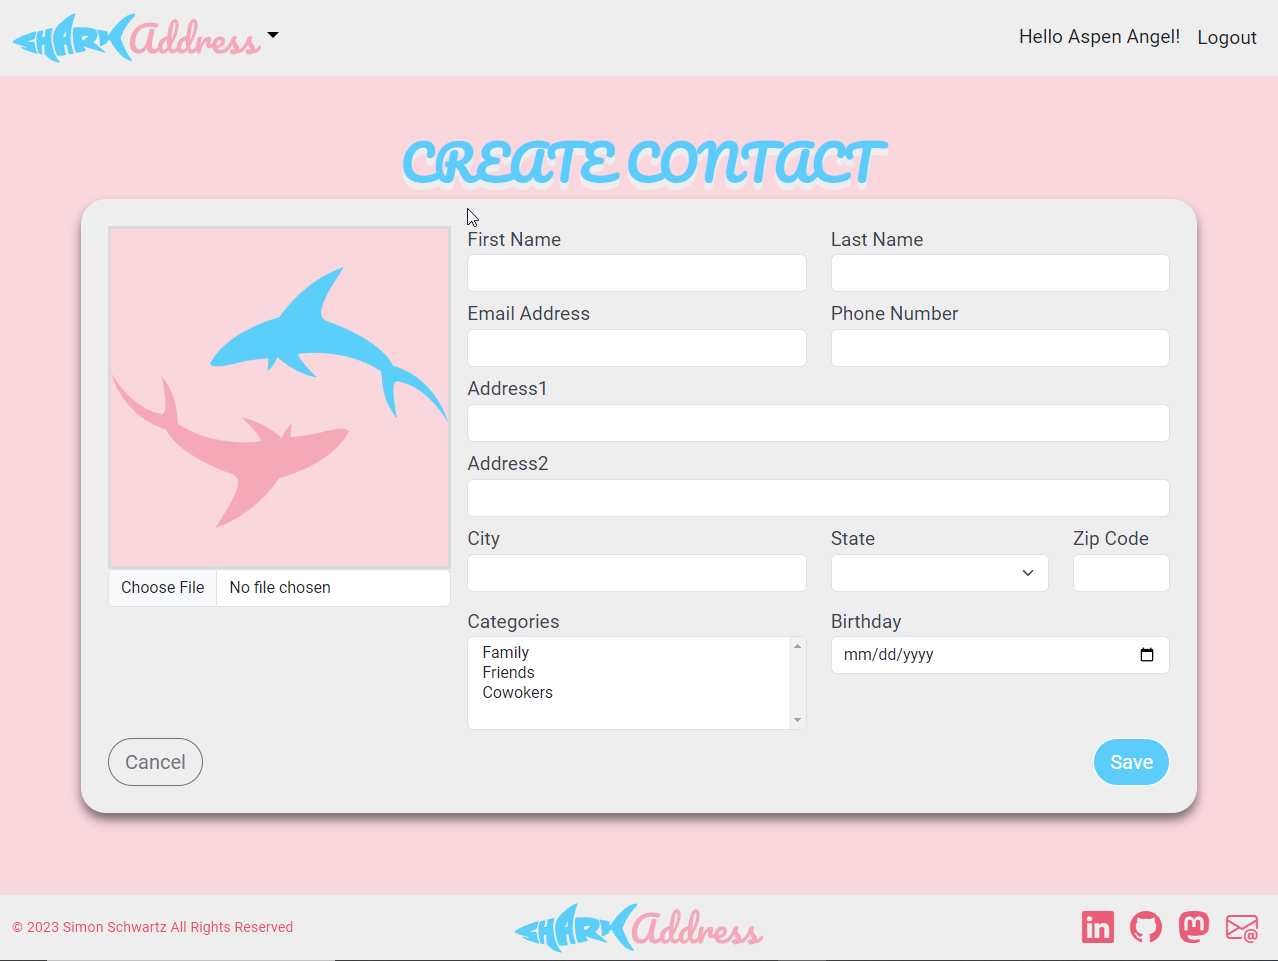 SHARK Address
Hello Aspen Angel! Logout
CREATE CONTACT
First Name
Last Name
Email Address
Phone Number
Address1
Address2
City
State
Zip Code
Choose File No file chosen
Categories
Family
Friends
Cowokers
Birthday
mm/dd/yyyy
Cancel
Save
© 2023 Simon Schwartz All Rights Reserved
SHARK Address
in
m
@